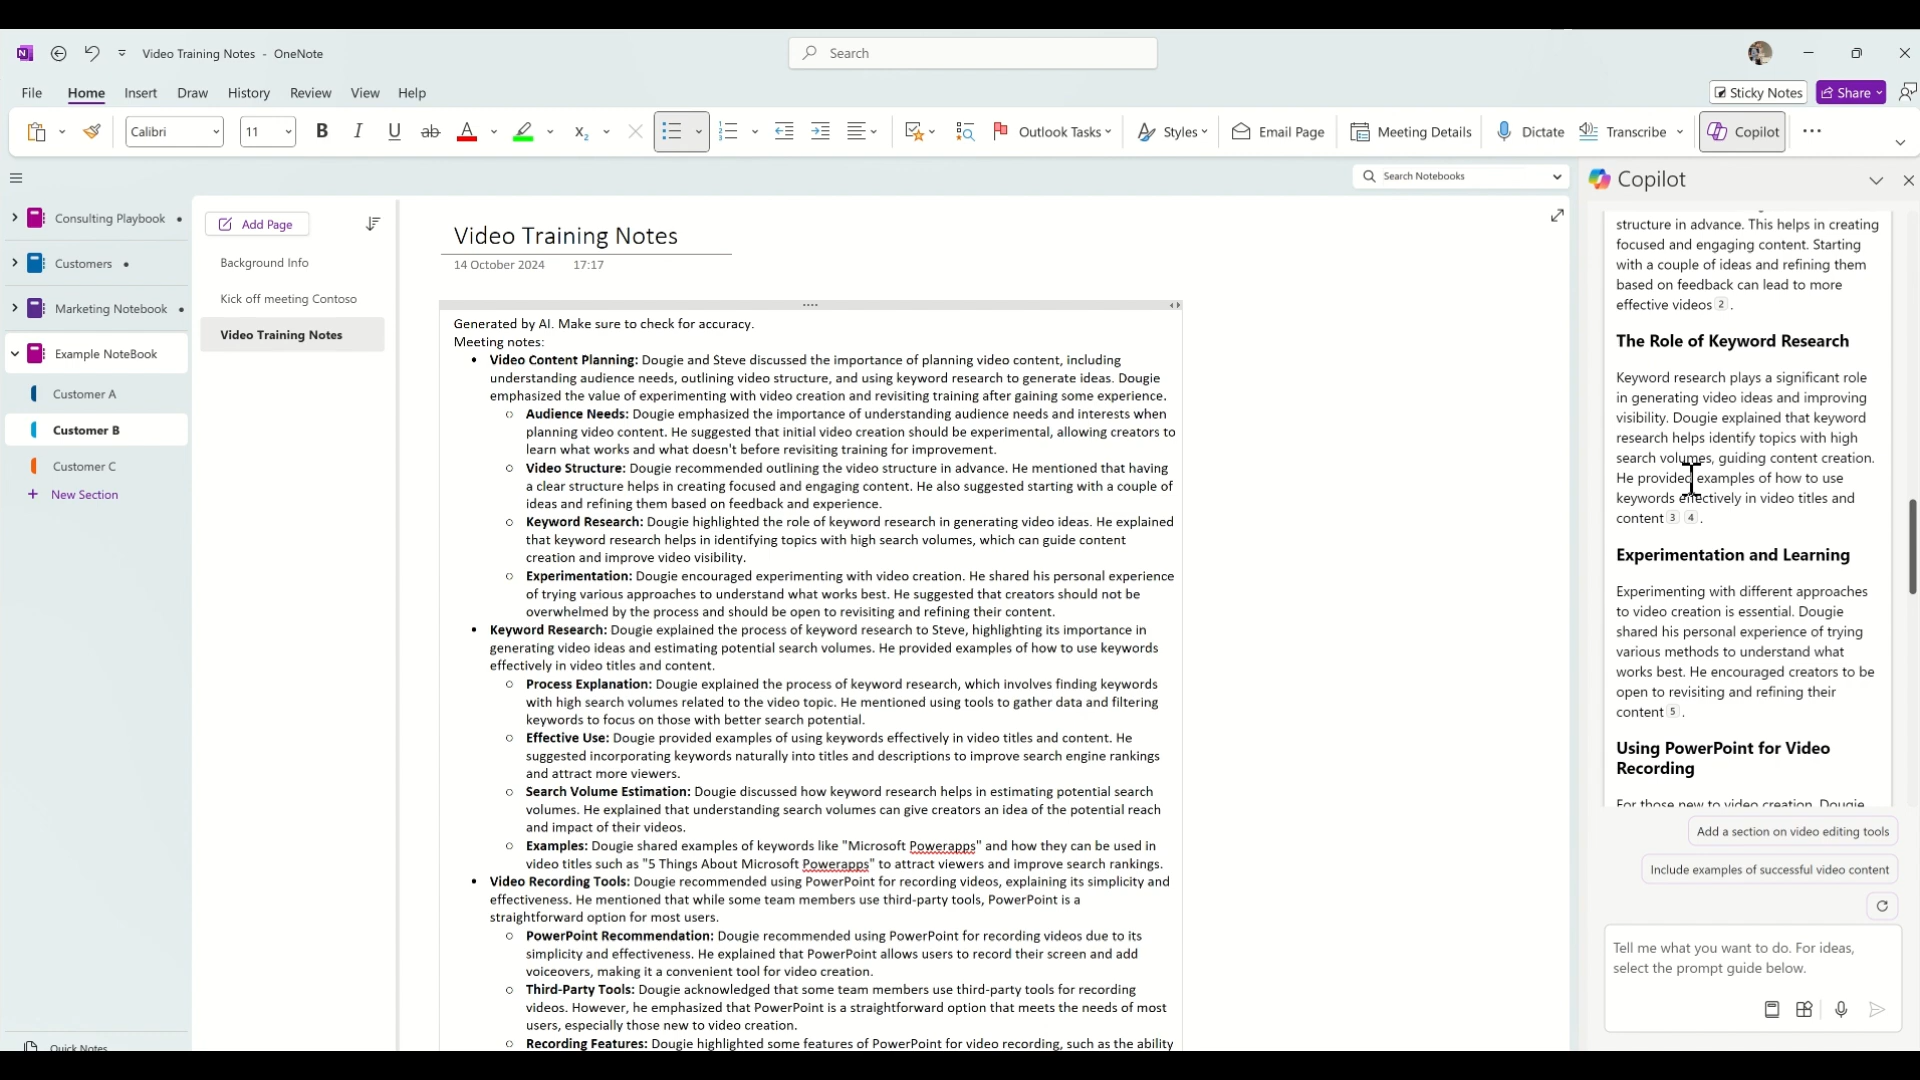 Video Training Notes - OneNote
Search
File Home Insert Draw History Review View Help
Sticky Notes
Share
Calibri
11
B I U ab
Outlook Tasks
Styles
Email Page
Meeting Details
Dictate
Transcribe
Copilot
Search Notebooks
Consulting Playbook
Customers
Marketing Notebook
Example NoteBook
Customer A
Customer B
Customer C
+ New Section
Quick Notes
Add Page
Background Info
Kick off meeting Contoso
Video Training Notes
Video Training Notes
14 October 2024 17:17
Generated by AI. Make sure to check for accuracy.
Meeting notes:
• Video Content Planning: Dougie and Steve discussed the importance of planning video content, including
understanding audience needs, outlining video structure, and using keyword research to generate ideas. Dougie
emphasized the value of experimenting with video creation and revisiting training after gaining some experience.
○ Audience Needs: Dougie emphasized the importance of understanding audience needs and interests when
planning video content. He suggested that initial video creation should be experimental, allowing creators to
learn what works and what doesn't before revisiting training for improvement.
○ Video Structure: Dougie recommended outlining the video structure in advance. He mentioned that having
a clear structure helps in creating focused and engaging content. He also suggested starting with a couple of
ideas and refining them based on feedback and experience.
○ Keyword Research: Dougie highlighted the role of keyword research in generating video ideas. He explained
that keyword research helps in identifying topics with high search volumes, which can guide content
creation and improve video visibility.
○ Experimentation: Dougie encouraged experimenting with video creation. He shared his personal experience
of trying various approaches to understand what works best. He suggested that creators should not be
overwhelmed by the process and should be open to revisiting and refining their content.
• Keyword Research: Dougie explained the process of keyword research to Steve, highlighting its importance in
generating video ideas and estimating potential search volumes. He provided examples of how to use keywords
effectively in video titles and content.
○ Process Explanation: Dougie explained the process of keyword research, which involves finding keywords
with high search volumes related to the video topic. He mentioned using tools to gather data and filtering
keywords to focus on those with better search potential.
○ Effective Use: Dougie provided examples of using keywords effectively in video titles and content. He
suggested incorporating keywords naturally into titles and descriptions to improve search engine rankings
and attract more viewers.
○ Search Volume Estimation: Dougie discussed how keyword research helps in estimating potential search
volumes. He explained that understanding search volumes can give creators an idea of the potential reach
and impact of their videos.
○ Examples: Dougie shared examples of keywords like "Microsoft Powerapps" and how they can be used in
video titles such as "5 Things About Microsoft Powerapps" to attract viewers and improve search rankings.
• Video Recording Tools: Dougie recommended using PowerPoint for recording videos, explaining its simplicity and
effectiveness. He mentioned that while some team members use third-party tools, PowerPoint is a
straightforward option for most users.
○ PowerPoint Recommendation: Dougie recommended using PowerPoint for recording videos due to its
simplicity and effectiveness. He explained that PowerPoint allows users to record their screen and add
voiceovers, making it a convenient tool for video creation.
○ Third-Party Tools: Dougie acknowledged that some team members use third-party tools for recording
videos. However, he emphasized that PowerPoint is a straightforward option that meets the needs of most
users, especially those new to video creation.
○ Recording Features: Dougie highlighted some features of PowerPoint for video recording, such as the ability
Copilot
structure in advance. This helps in creating
focused and engaging content. Starting
with a couple of ideas and refining them
based on feedback can lead to more
effective videos 2 .
The Role of Keyword Research
Keyword research plays a significant role
in generating video ideas and improving
visibility. Dougie explained that keyword
research helps identify topics with high
search volumes, guiding content creation.
He provided examples of how to use
keywords effectively in video titles and
content 3 4 .
Experimentation and Learning
Experimenting with different approaches
to video creation is essential. Dougie
shared his personal experience of trying
various methods to understand what
works best. He encouraged creators to be
open to revisiting and refining their
content 5 .
Using PowerPoint for Video
Recording
For those new to video creation, Dougie
Add a section on video editing tools
Include examples of successful video content
Tell me what you want to do. For ideas,
select the prompt guide below.